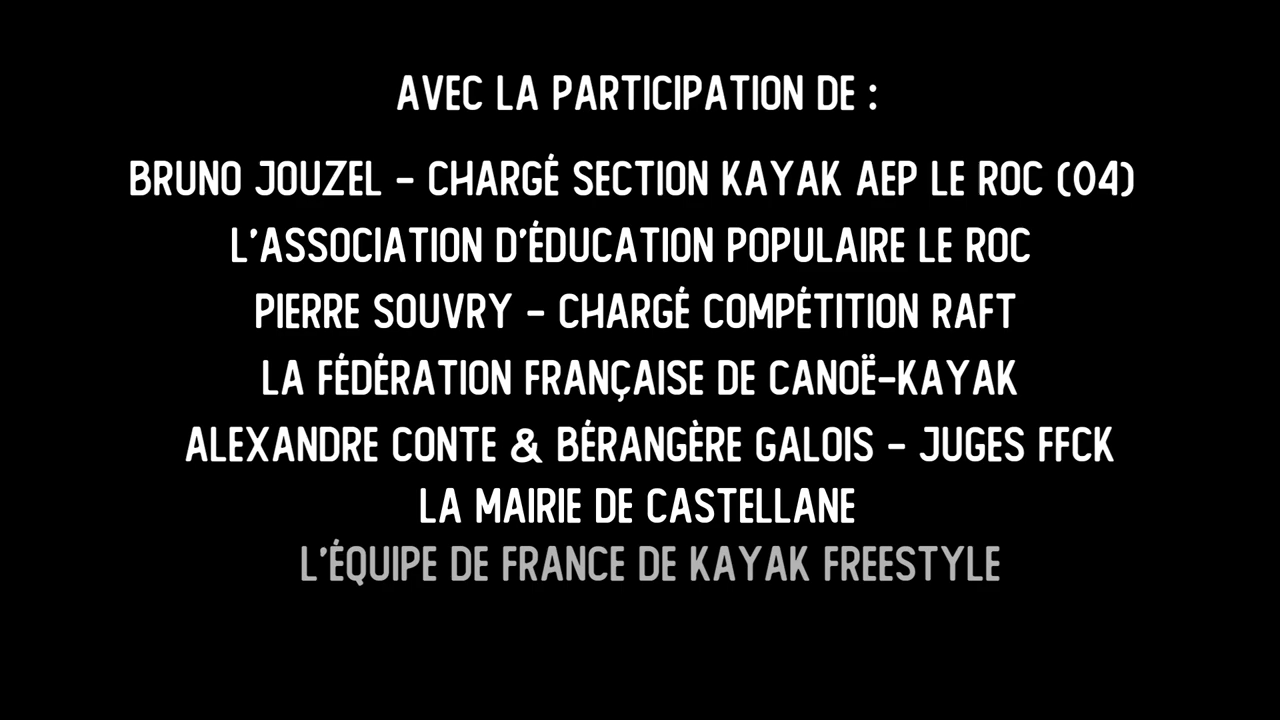 AVEC LA PARTICIPATION DE :
BRUNO JOUZEL - CHARGÉ SECTION KAYAK AEP LE ROC (04)
L'ASSOCIATION D'ÉDUCATION POPULAIRE LE ROC
PIERRE SOUVRY - CHARGÉ COMPÉTITION RAFT
LA FÉDÉRATION FRANÇAISE DE CANOË-KAYAK
ALEXANDRE CONTE & BÉRANGÈRE GALOIS - JUGES FFCK
LA MAIRIE DE CASTELLANE
L'ÉQUIPE DE FRANCE DE KAYAK FREESTYLE